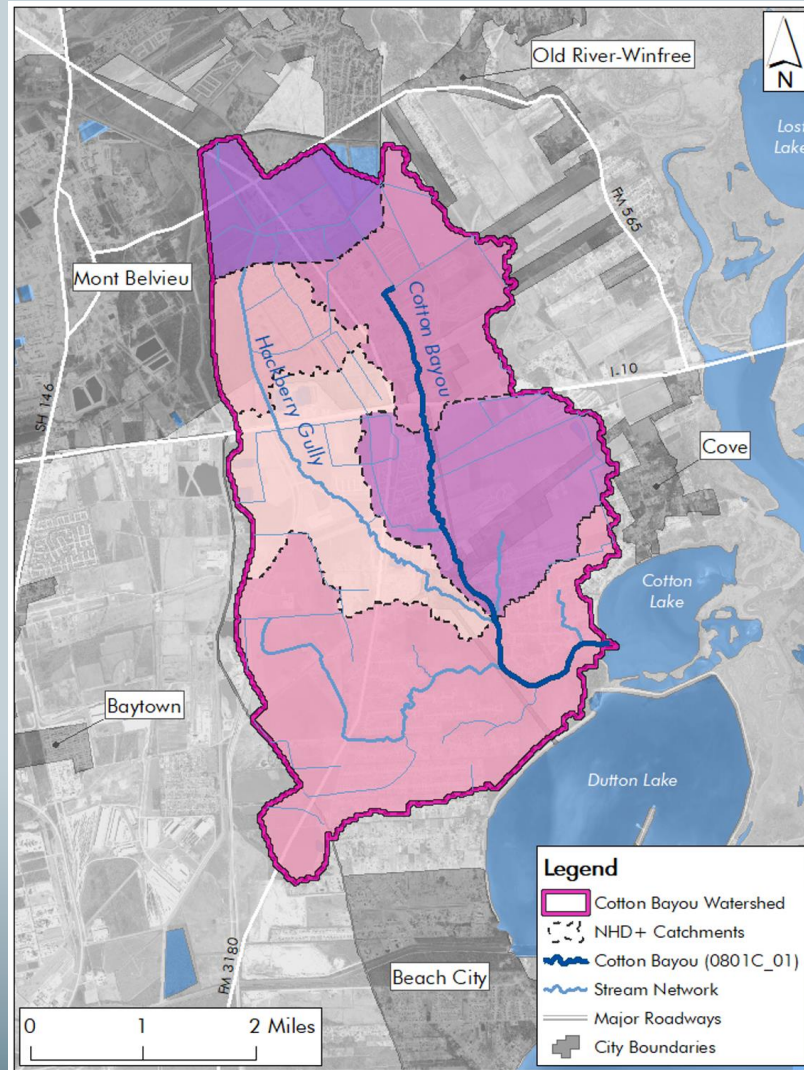 Old River-Winfree
N
Lost
Lake
FM 565
Mont Belvieu
Cotton Bayou
Hackberry Gully
I-10
SH 146
Cove
Cotton
Lake
Baytown
Dutton Lake
FM 3180
Beach City
Legend
Cotton Bayou Watershed
NHD+ Catchments
Cotton Bayou (0801C_01)
Stream Network
Major Roadways
City Boundaries
0 1 2 Miles